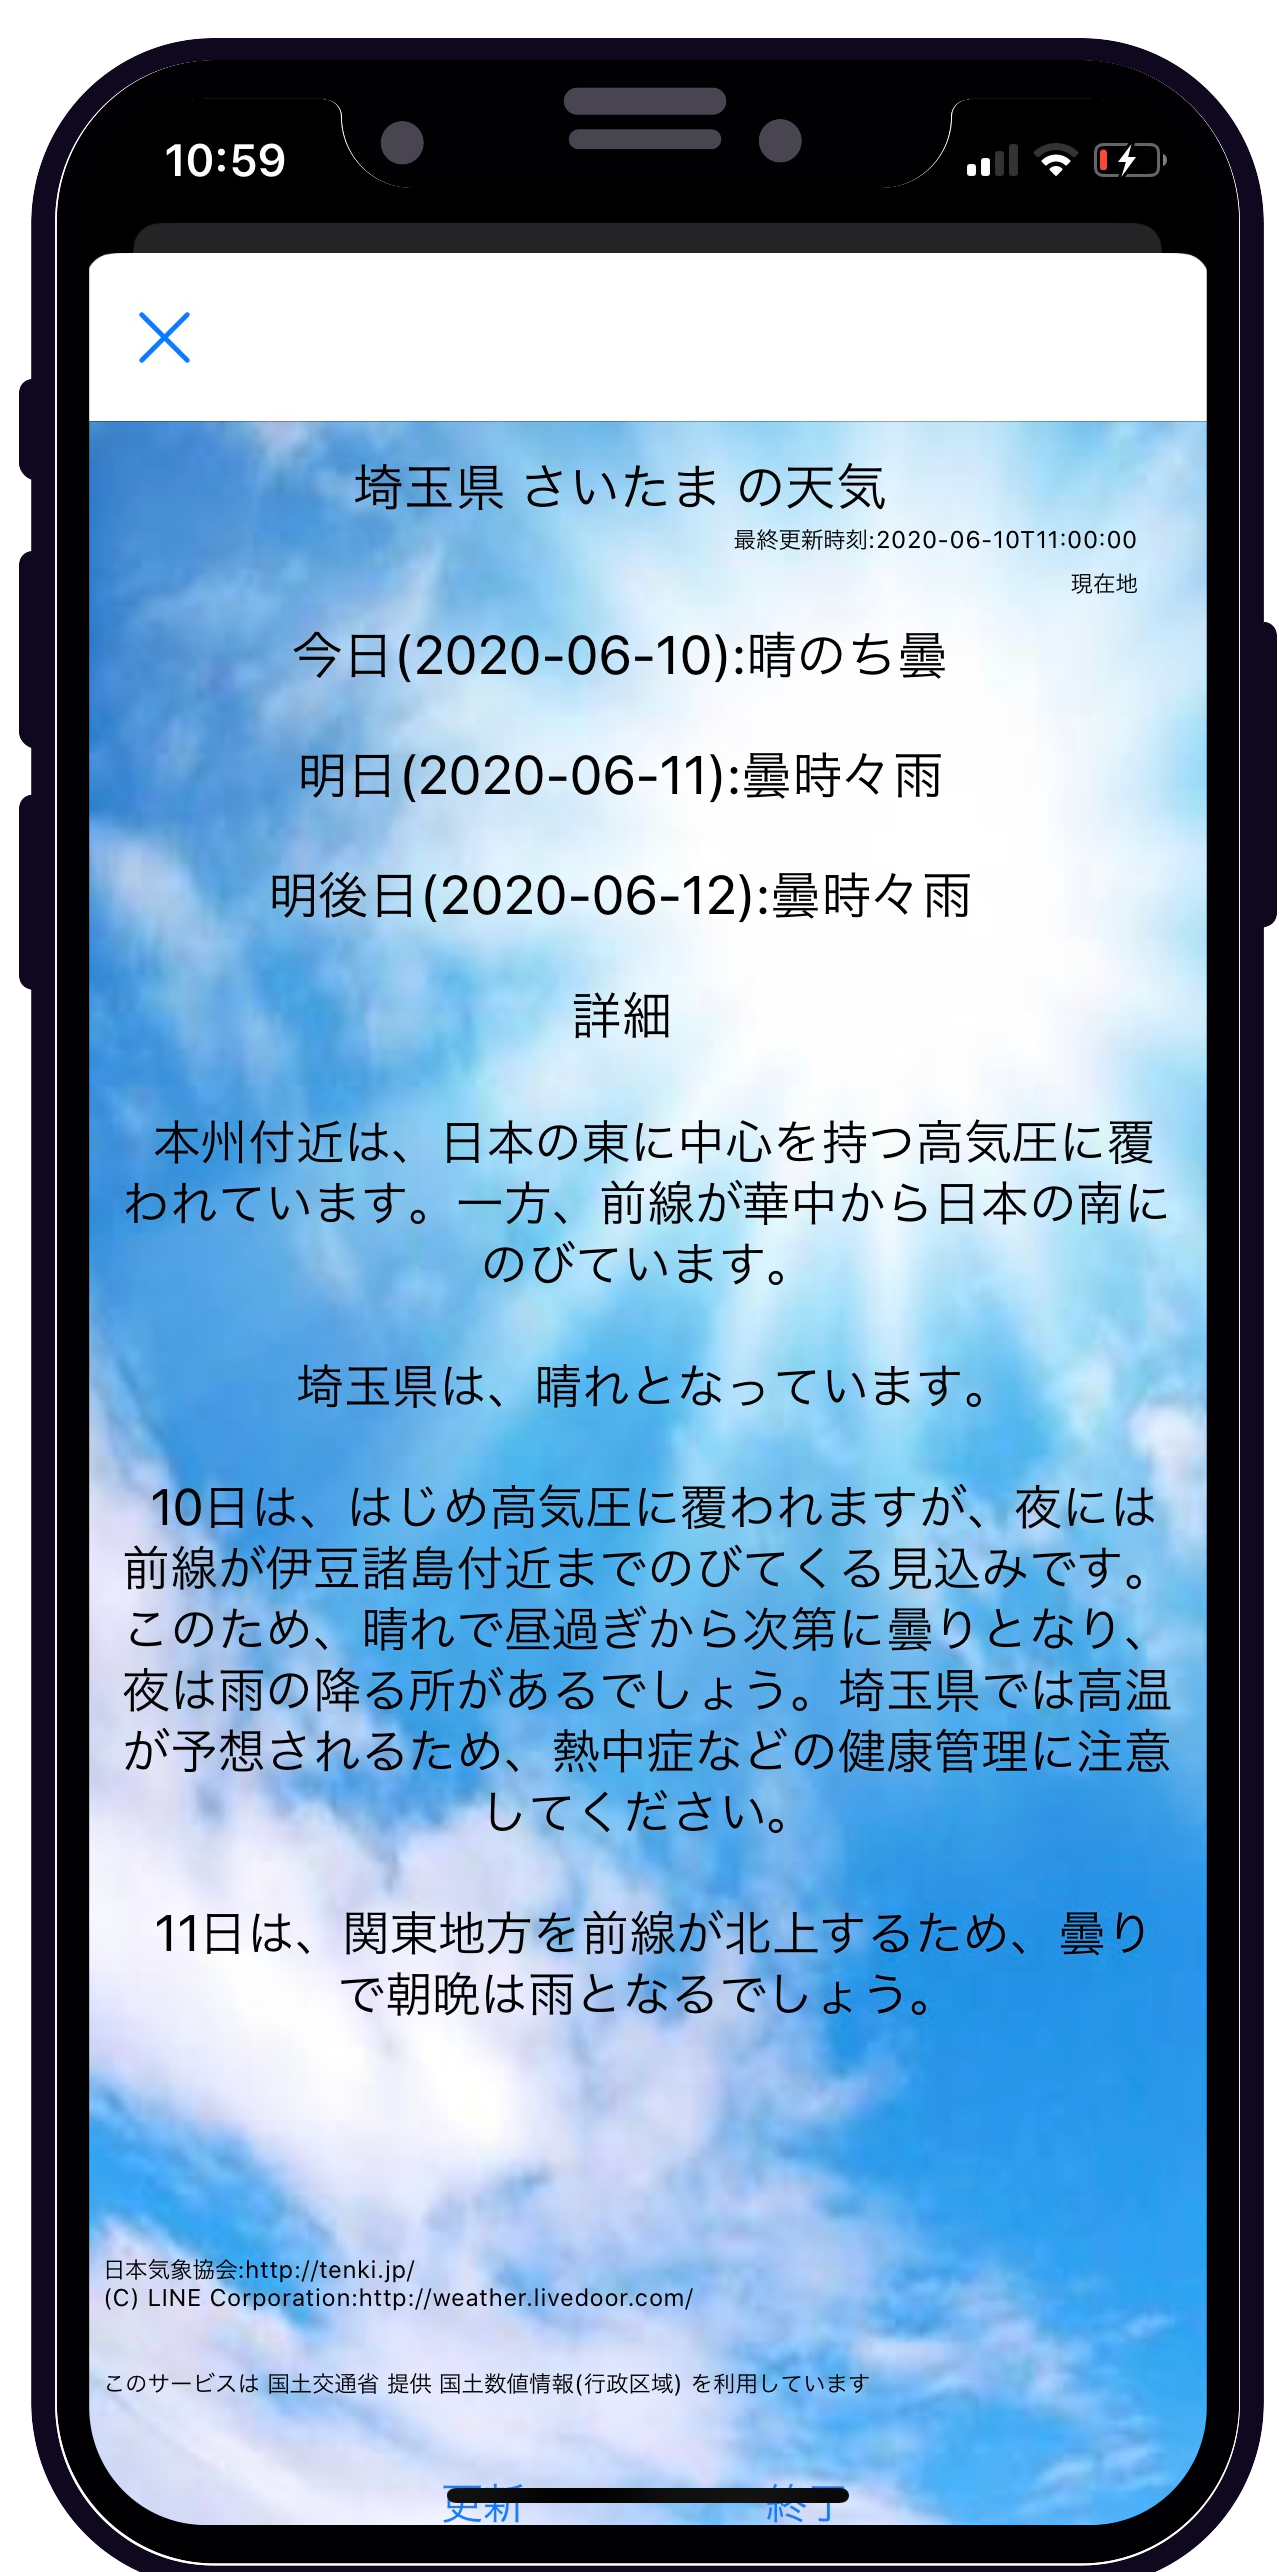 10:59
埼玉県 さいたま の天気
最終更新時刻:2020-06-10T11:00:00
現在地
今日(2020-06-10):晴のち曇
明日(2020-06-11):曇時々雨
明後日(2020-06-12):曇時々雨
詳細
本州付近は、日本の東に中心を持つ高気圧に覆
われています。一方、前線が華中から日本の南に
のびています。
埼玉県は、晴れとなっています。
10日は、はじめ高気圧に覆われますが、夜には
前線が伊豆諸島付近までのびてくる見込みです。
このため、晴れで昼過ぎから次第に曇りとなり、
夜は雨の降る所があるでしょう。埼玉県では高温
が予想されるため、熱中症などの健康管理に注意
してください。
11日は、関東地方を前線が北上するため、曇り
で朝晩は雨となるでしょう。
日本気象協会:http://tenki.jp/
(C) LINE Corporation:http://weather.livedoor.com/
このサービスは 国土交通省 提供 国土数値情報(行政区域) を利用しています
更新 終了